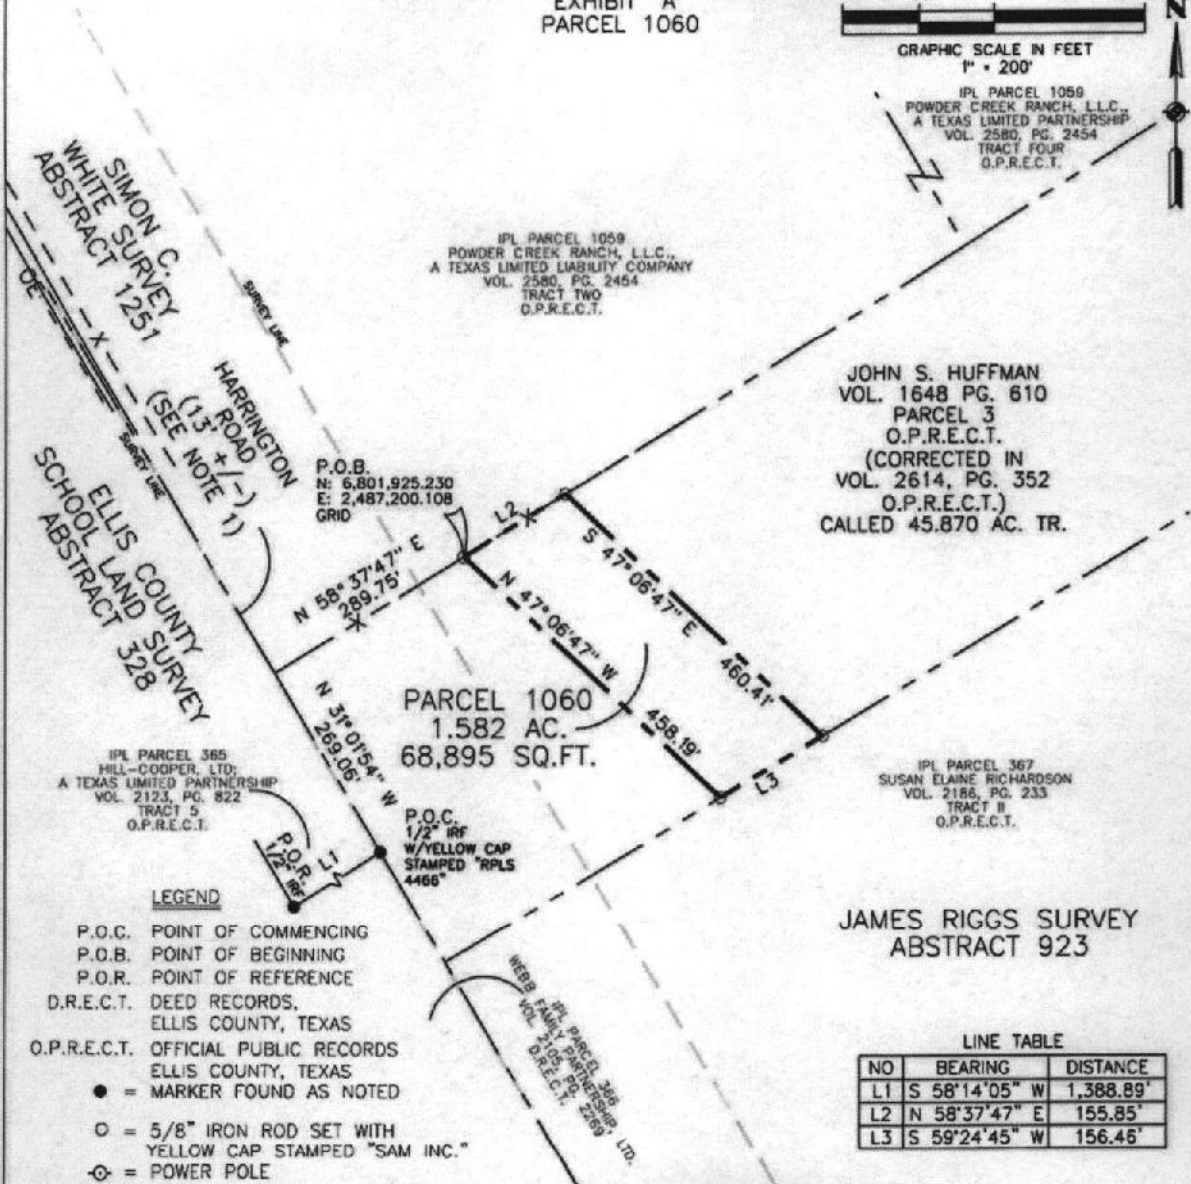 EXHIBIT "A"
PARCEL 1060
N
GRAPHIC SCALE IN FEET
1" = 200'
IPL PARCEL 1059
POWDER CREEK RANCH, L.L.C.,
A TEXAS LIMITED PARTNERSHIP
VOL. 2580, PG. 2454
TRACT FOUR
O.P.R.E.C.T.
SIMON C.
WHITE SURVEY
ABSTRACT 1251
IPL PARCEL 1059
POWDER CREEK RANCH, L.L.C.,
A TEXAS LIMITED LIABILITY COMPANY
VOL. 2580, PG. 2454
TRACT TWO
O.P.R.E.C.T.
OE
X
SURVEY LINE
HARRINGTON
ROAD
(13' +/-)
(SEE NOTE 1)
SURVEY LINE
JOHN S. HUFFMAN
VOL. 1648 PG. 610
PARCEL 3
O.P.R.E.C.T.
(CORRECTED IN
VOL. 2614, PG. 352
O.P.R.E.C.T.)
CALLED 45.870 AC. TR.
ELLIS COUNTY
SCHOOL LAND SURVEY
ABSTRACT 328
P.O.B.
N: 6,801,925.230
E: 2,487,200.108
GRID
L2
N 58°37'47" E
289.75'
S 47°06'47" E
460.41'
N 47°06'47" W
458.19'
N 31°01'54" W
269.06'
PARCEL 1060
1.582 AC.
68,895 SQ.FT.
L3
IPL PARCEL 365
HILL-COOPER, LTD;
A TEXAS LIMITED PARTNERSHIP
VOL. 2123, PG. 822
TRACT 5
O.P.R.E.C.T.
IPL PARCEL 367
SUSAN ELAINE RICHARDSON
VOL. 2186, PG. 233
TRACT II
O.P.R.E.C.T.
P.O.C.
1/2" IRF
W/YELLOW CAP
STAMPED "RPLS
4466"
P.O.R.
1/2" IRF
L1
LEGEND
P.O.C. POINT OF COMMENCING
P.O.B. POINT OF BEGINNING
P.O.R. POINT OF REFERENCE
D.R.E.C.T. DEED RECORDS,
ELLIS COUNTY, TEXAS
O.P.R.E.C.T. OFFICIAL PUBLIC RECORDS
ELLIS COUNTY, TEXAS
● = MARKER FOUND AS NOTED
O = 5/8" IRON ROD SET WITH
YELLOW CAP STAMPED "SAM INC."
= POWER POLE
IPL PARCEL 366
WEBB FAMILY PARTNERSHIP, LTD.
VOL. 2105, PG. 2269
D.R.E.C.T.
JAMES RIGGS SURVEY
ABSTRACT 923
LINE TABLE
NO BEARING DISTANCE
L1 S 58°14'05" W 1,388.89'
L2 N 58°37'47" E 155.85'
L3 S 59°24'45" W 156.46'